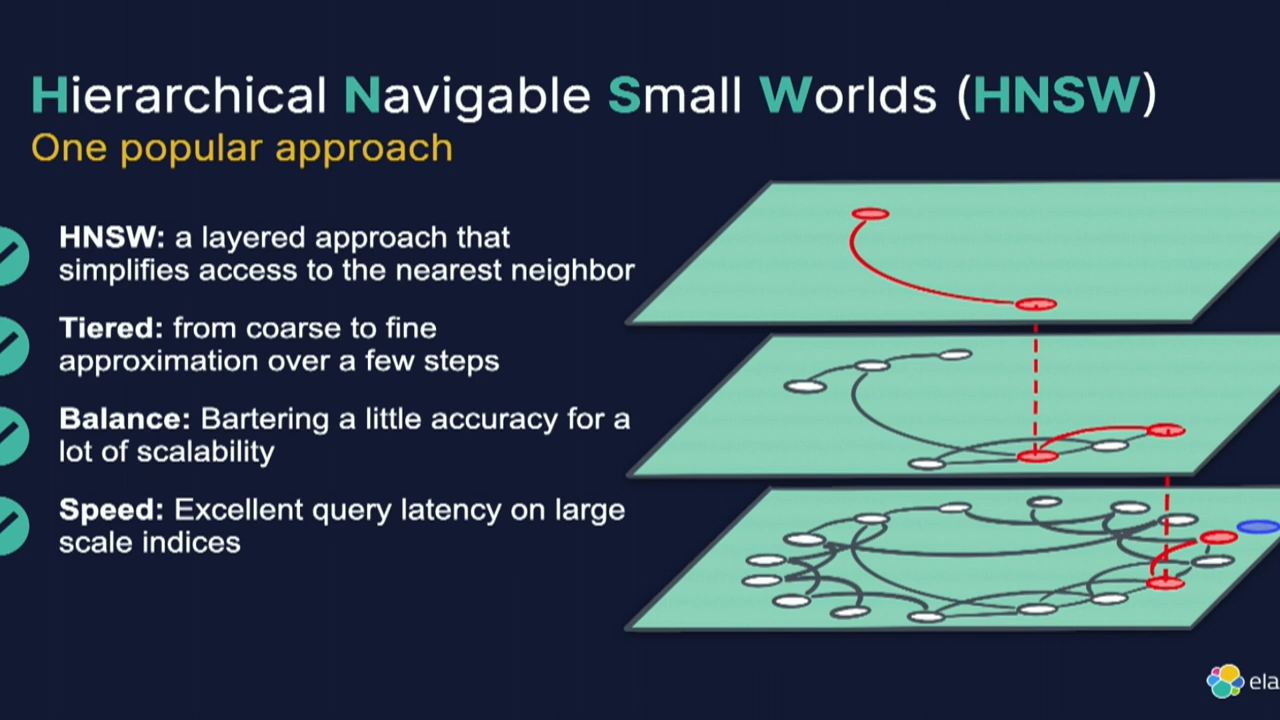 Hierarchical Navigable Small Worlds (HNSW)
One popular approach
HNSW: a layered approach that
simplifies access to the nearest neighbor
Tiered: from coarse to fine
approximation over a few steps
Balance: Bartering a little accuracy for a
lot of scalability
Speed: Excellent query latency on large
scale indices
ela